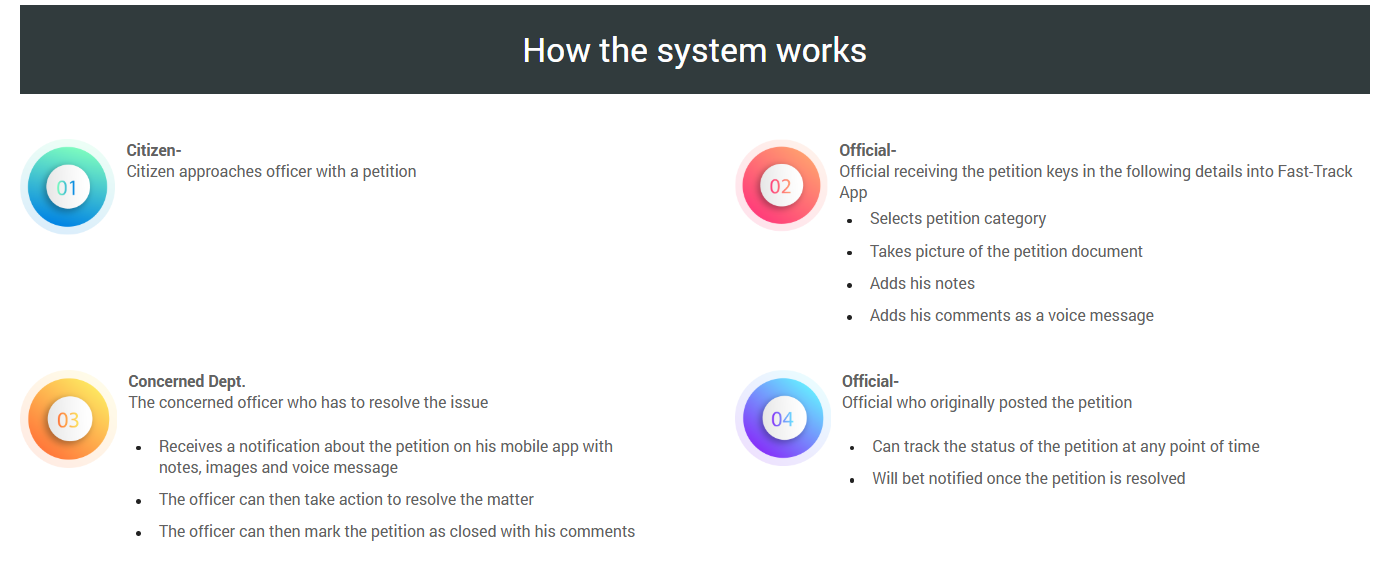 How the system works
01
Citizen-
Citizen approaches officer with a petition
02
Official-
Official receiving the petition keys in the following details into Fast-Track
App
• Selects petition category
• Takes picture of the petition document
• Adds his notes
• Adds his comments as a voice message
03
Concerned Dept.
The concerned officer who has to resolve the issue
• Receives a notification about the petition on his mobile app with
notes, images and voice message
• The officer can then take action to resolve the matter
• The officer can then mark the petition as closed with his comments
04
Official-
Official who originally posted the petition
• Can track the status of the petition at any point of time
• Will bet notified once the petition is resolved